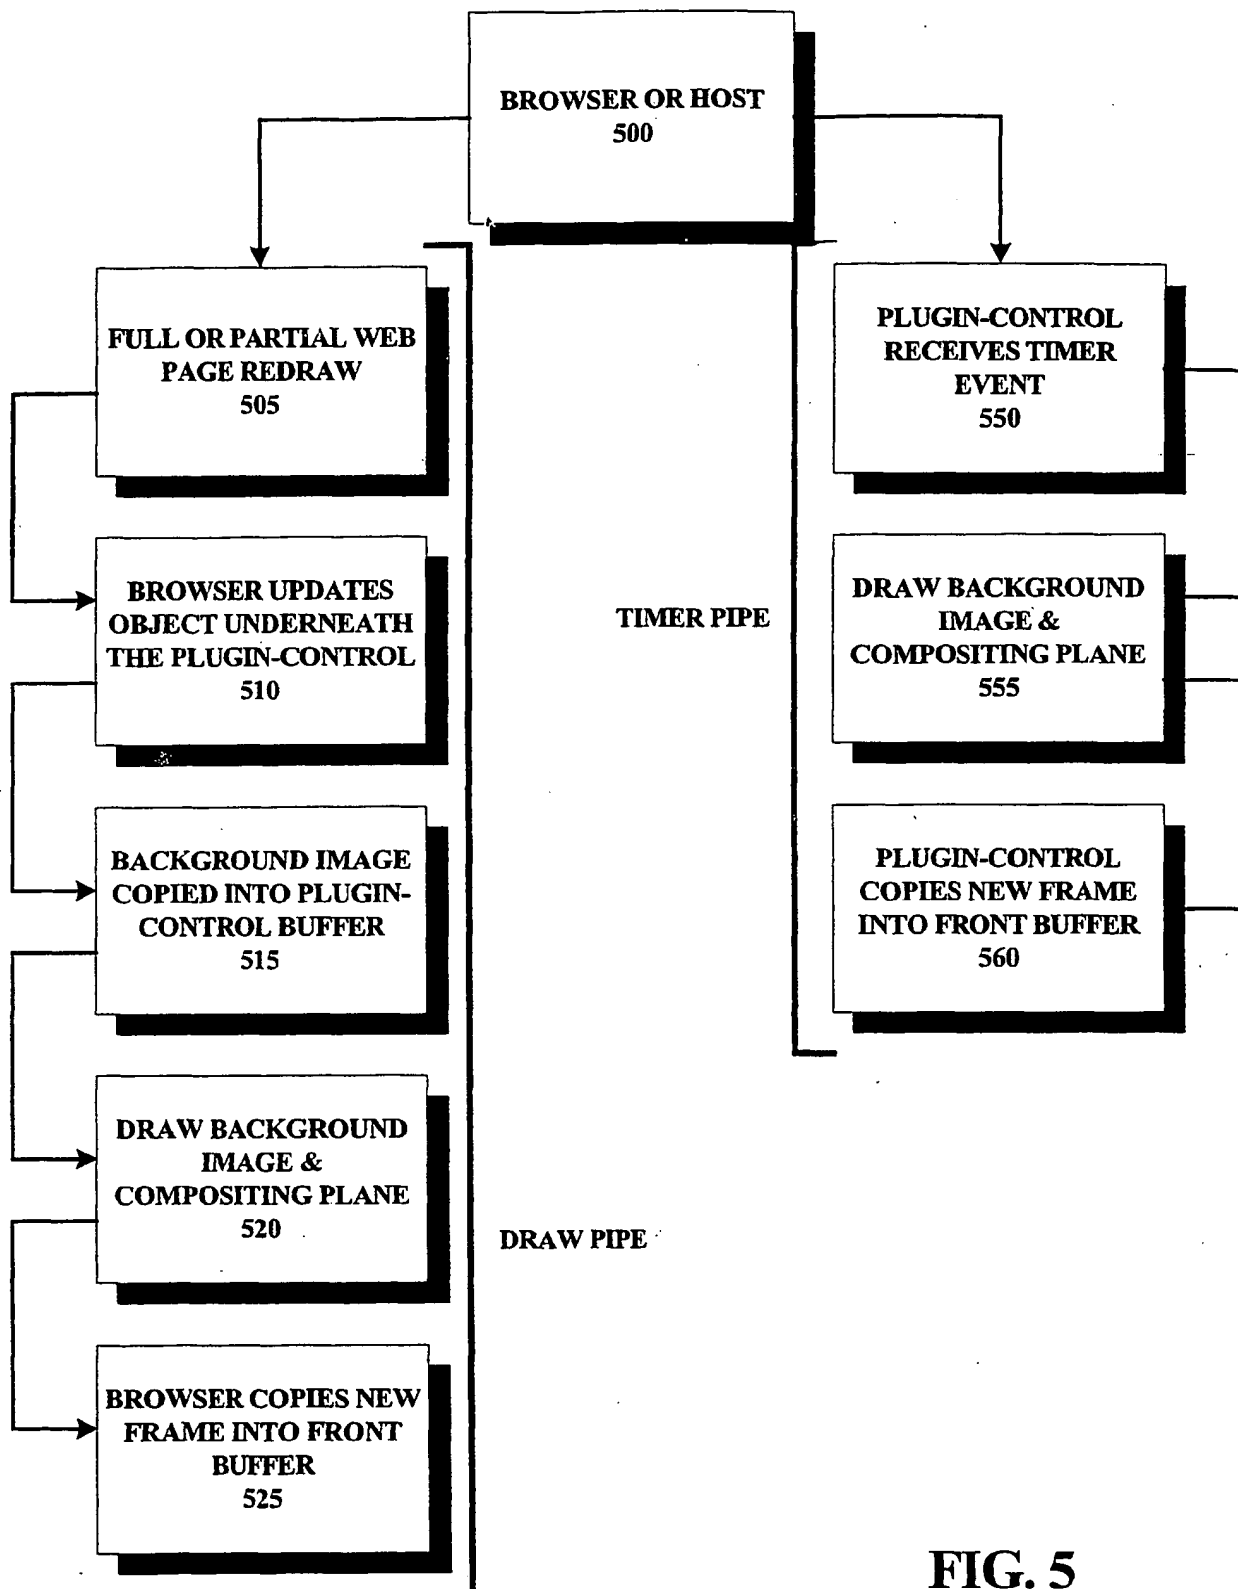 BROWSER OR HOST
500
FULL OR PARTIAL WEB
PAGE REDRAW
505
BROWSER UPDATES
OBJECT UNDERNEATH
THE PLUGIN-CONTROL
510
BACKGROUND IMAGE
COPIED INTO PLUGIN-
CONTROL BUFFER
515
DRAW BACKGROUND
IMAGE &
COMPOSITING PLANE
520
BROWSER COPIES NEW
FRAME INTO FRONT
BUFFER
525
DRAW PIPE
TIMER PIPE
PLUGIN-CONTROL
RECEIVES TIMER
EVENT
550
DRAW BACKGROUND
IMAGE &
COMPOSITING PLANE
555
PLUGIN-CONTROL
COPIES NEW FRAME
INTO FRONT BUFFER
560
FIG. 5